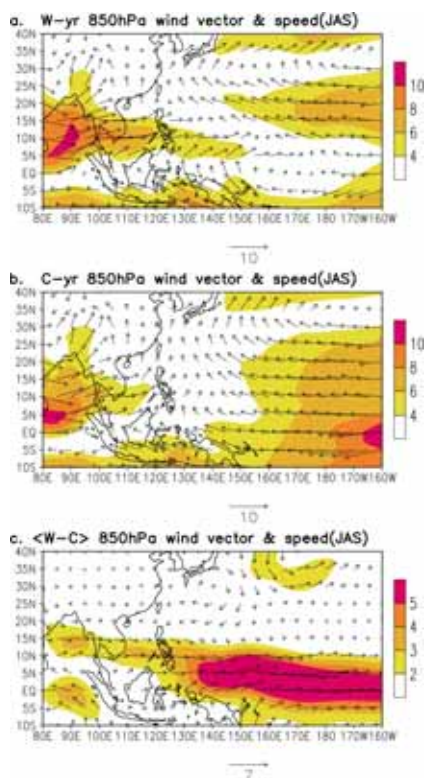 a. W-yr 850hPa wind vector & speed(JAS)
40N
35N
30N
25N
20N
15N
10N
5N
EQ
5S
10S
80E 90E 100E 110E 120E 130E 140E 150E 160E 170E 180 170W 160W
10
8
6
4
10
b. C-yr 850hPa wind vector & speed(JAS)
40N
35N
30N
25N
20N
15N
10N
5N
EQ
5S
10S
80E 90E 100E 110E 120E 130E 140E 150E 160E 170E 180 170W 160W
10
8
6
4
10
c. <W-C> 850hPa wind vector & speed(JAS)
40N
35N
30N
25N
20N
15N
10N
5N
EQ
5S
10S
80E 90E 100E 110E 120E 130E 140E 150E 160E 170E 180 170W 160W
5
4
3
2
7